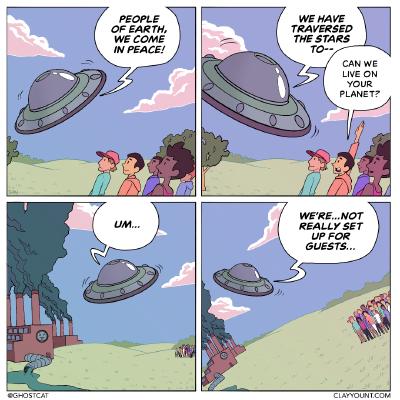 PEOPLE
OF EARTH,
WE COME
IN PEACE!
WE HAVE
TRAVERSED
THE STARS
TO--
CAN WE
LIVE ON
YOUR
PLANET?
UM...
WE'RE...NOT
REALLY SET
UP FOR
GUESTS...
@GHOSTCAT
CLAYYOUNT.COM